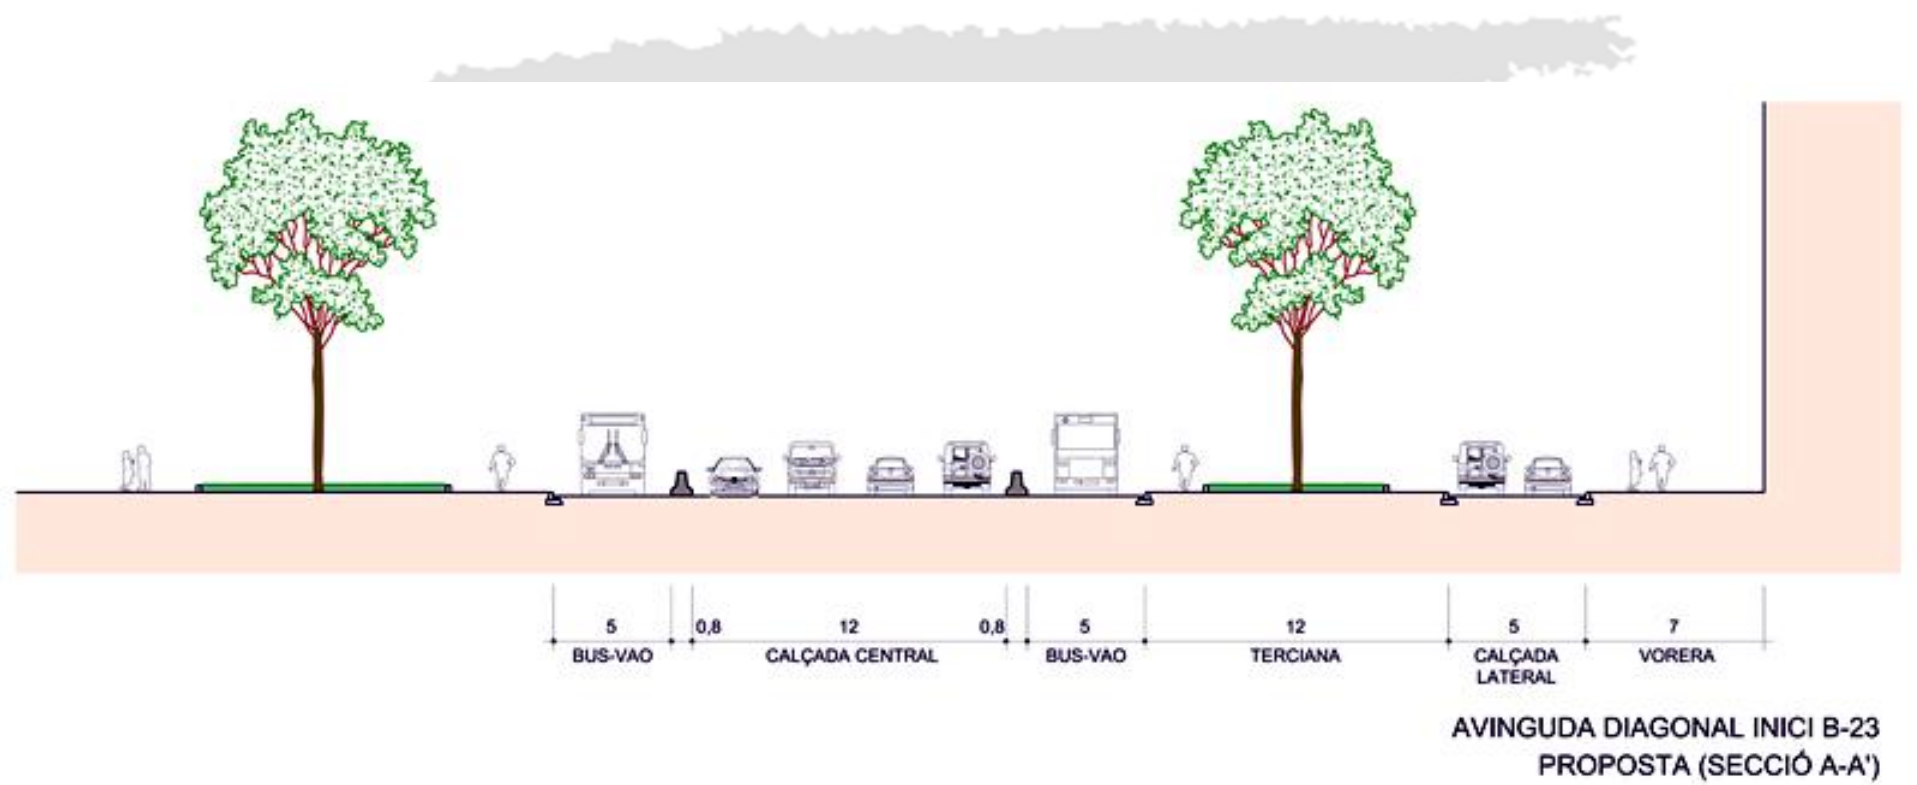 5 0,8 12 0,8 5 12 5 7
BUS-VAO CALÇADA CENTRAL BUS-VAO TERCIANA CALÇADA LATERAL VORERA
AVINGUDA DIAGONAL INICI B-23
PROPOSTA (SECCIÓ A-A')